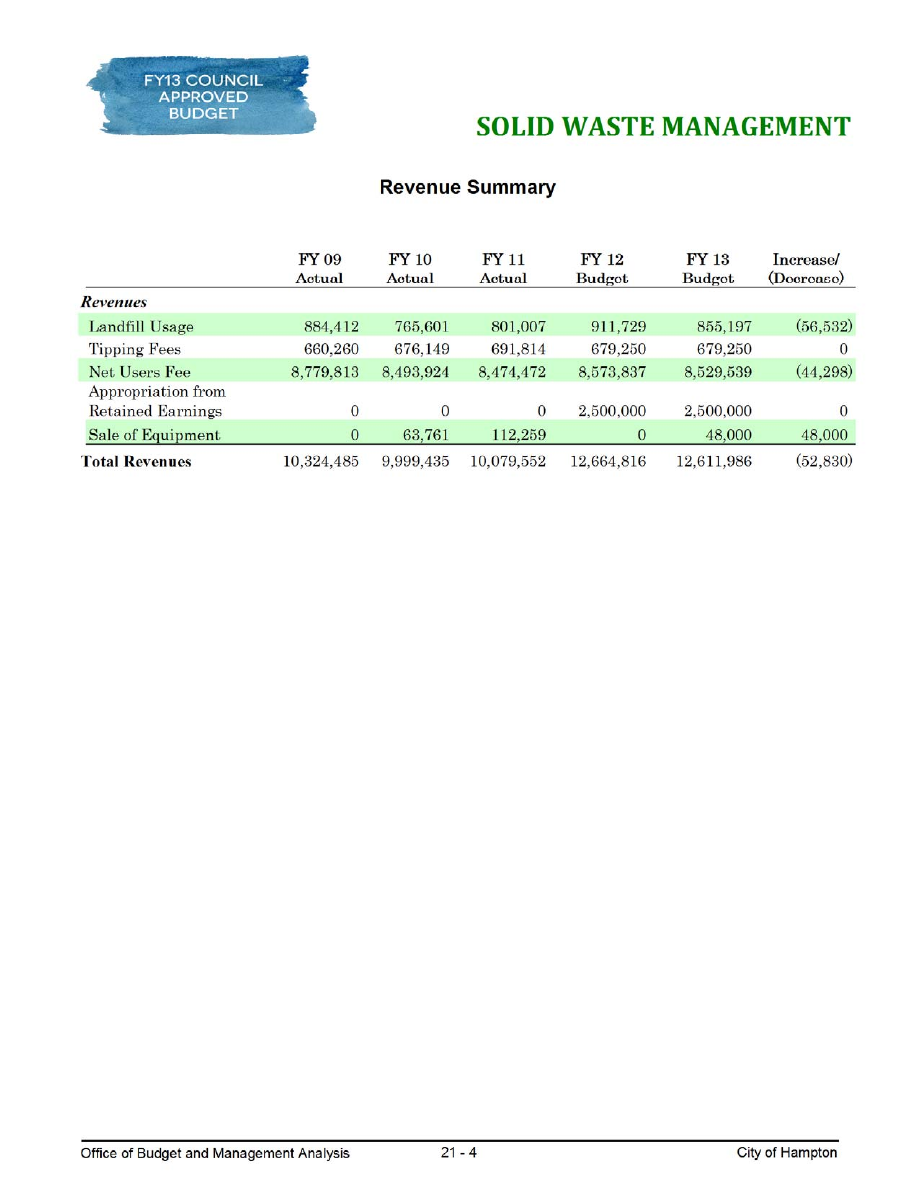 FY13 COUNCIL
APPROVED
BUDGET
SOLID WASTE MANAGEMENT
Revenue Summary
FY 09 FY 10 FY 11 FY 12 FY 13 Increase/
Actual Actual Actual Budget Budget (Decrease)
Revenues
Landfill Usage 884,412 765,601 801,007 911,729 855,197 (56,532)
Tipping Fees 660,260 676,149 691,814 679,250 679,250 0
Net Users Fee 8,779,813 8,493,924 8,474,472 8,573,837 8,529,539 (44,298)
Appropriation from
Retained Earnings 0 0 0 2,500,000 2,500,000 0
Sale of Equipment 0 63,761 112,259 0 48,000 48,000
Total Revenues 10,324,485 9,999,435 10,079,552 12,664,816 12,611,986 (52,830)
Office of Budget and Management Analysis 21 - 4 City of Hampton